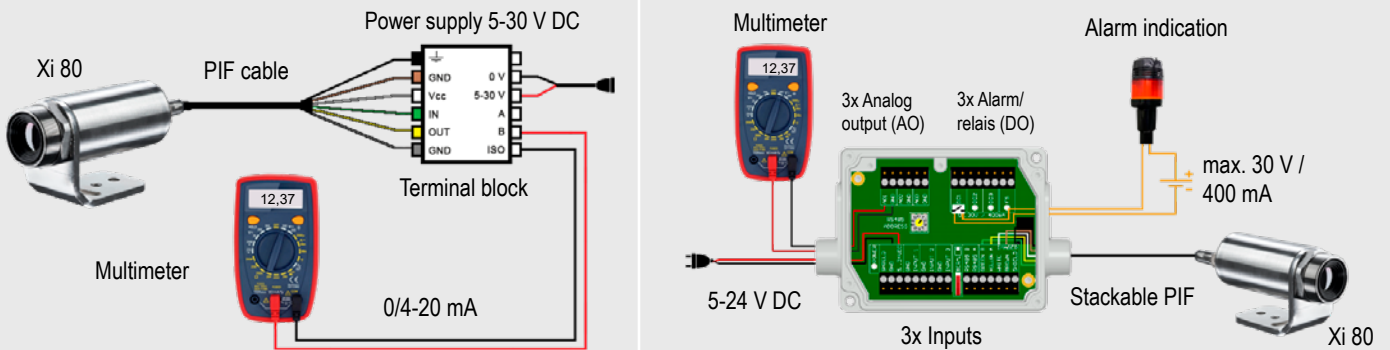 Power supply 5-30 V DC
Xi 80
PIF cable
GND
Vcc
IN
OUT
GND
0 V
5-30 V
A
B
ISO
Terminal block
12,37
Multimeter
0/4-20 mA
Multimeter
Alarm indication
12,37
3x Analog
output (AO)
3x Alarm/
relais (DO)
max. 30 V /
400 mA
5-24 V DC
Stackable PIF
3x Inputs
Xi 80